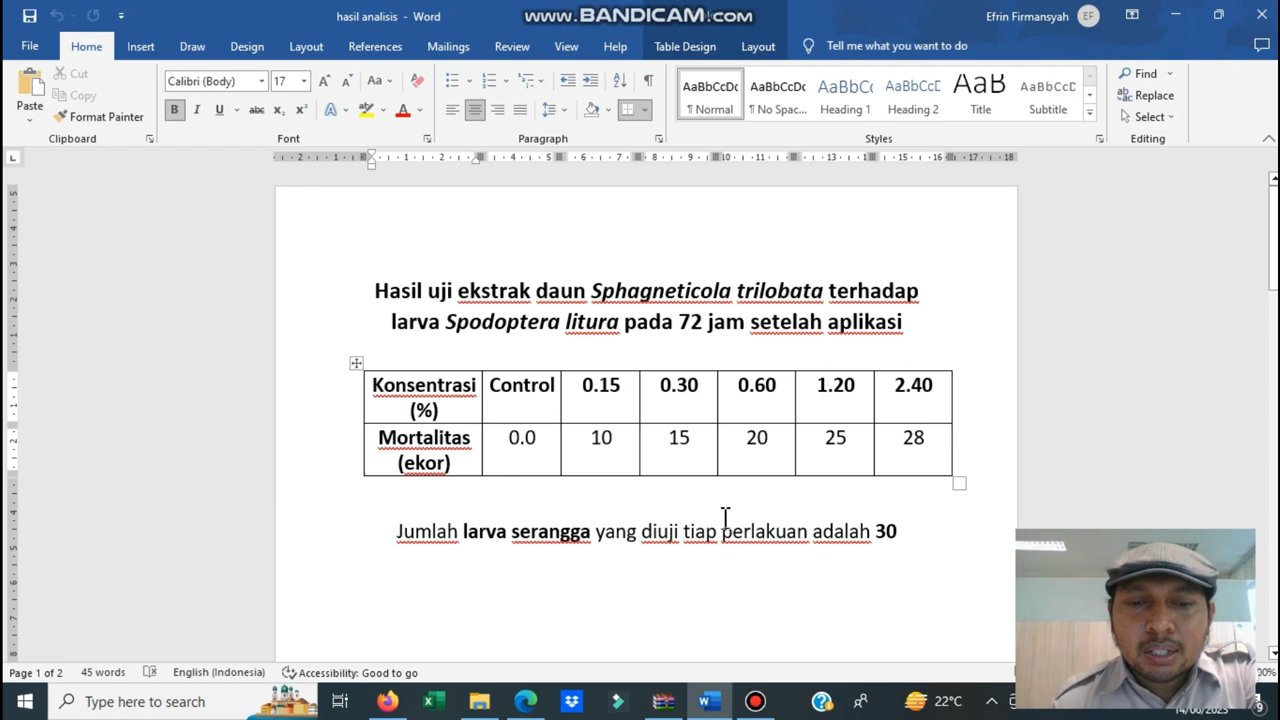 hasil analisis - Word
WWW.BANDICAM.COM
Efrin Firmansyah EF
File Home Insert Draw Design Layout References Mailings Review View Help Table Design Layout Tell me what you want to do
Paste
Cut
Copy
Format Painter
Clipboard
Calibri (Body) 17
Font
Paragraph
AaBbCcDc AaBbCcDc AaBbCc AaBbCcD AaB AaBbCcD
¶ Normal ¶ No Spac... Heading 1 Heading 2 Title Subtitle
Styles
Find
Replace
Select
Editing
Hasil uji ekstrak daun Sphagneticola trilobata terhadap
larva Spodoptera litura pada 72 jam setelah aplikasi
Konsentrasi (%) Control 0.15 0.30 0.60 1.20 2.40
Mortalitas (ekor) 0.0 10 15 20 25 28
Jumlah larva serangga yang diuji tiap perlakuan adalah 30
Page 1 of 2 45 words English (Indonesia) Accessibility: Good to go
Type here to search
22°C